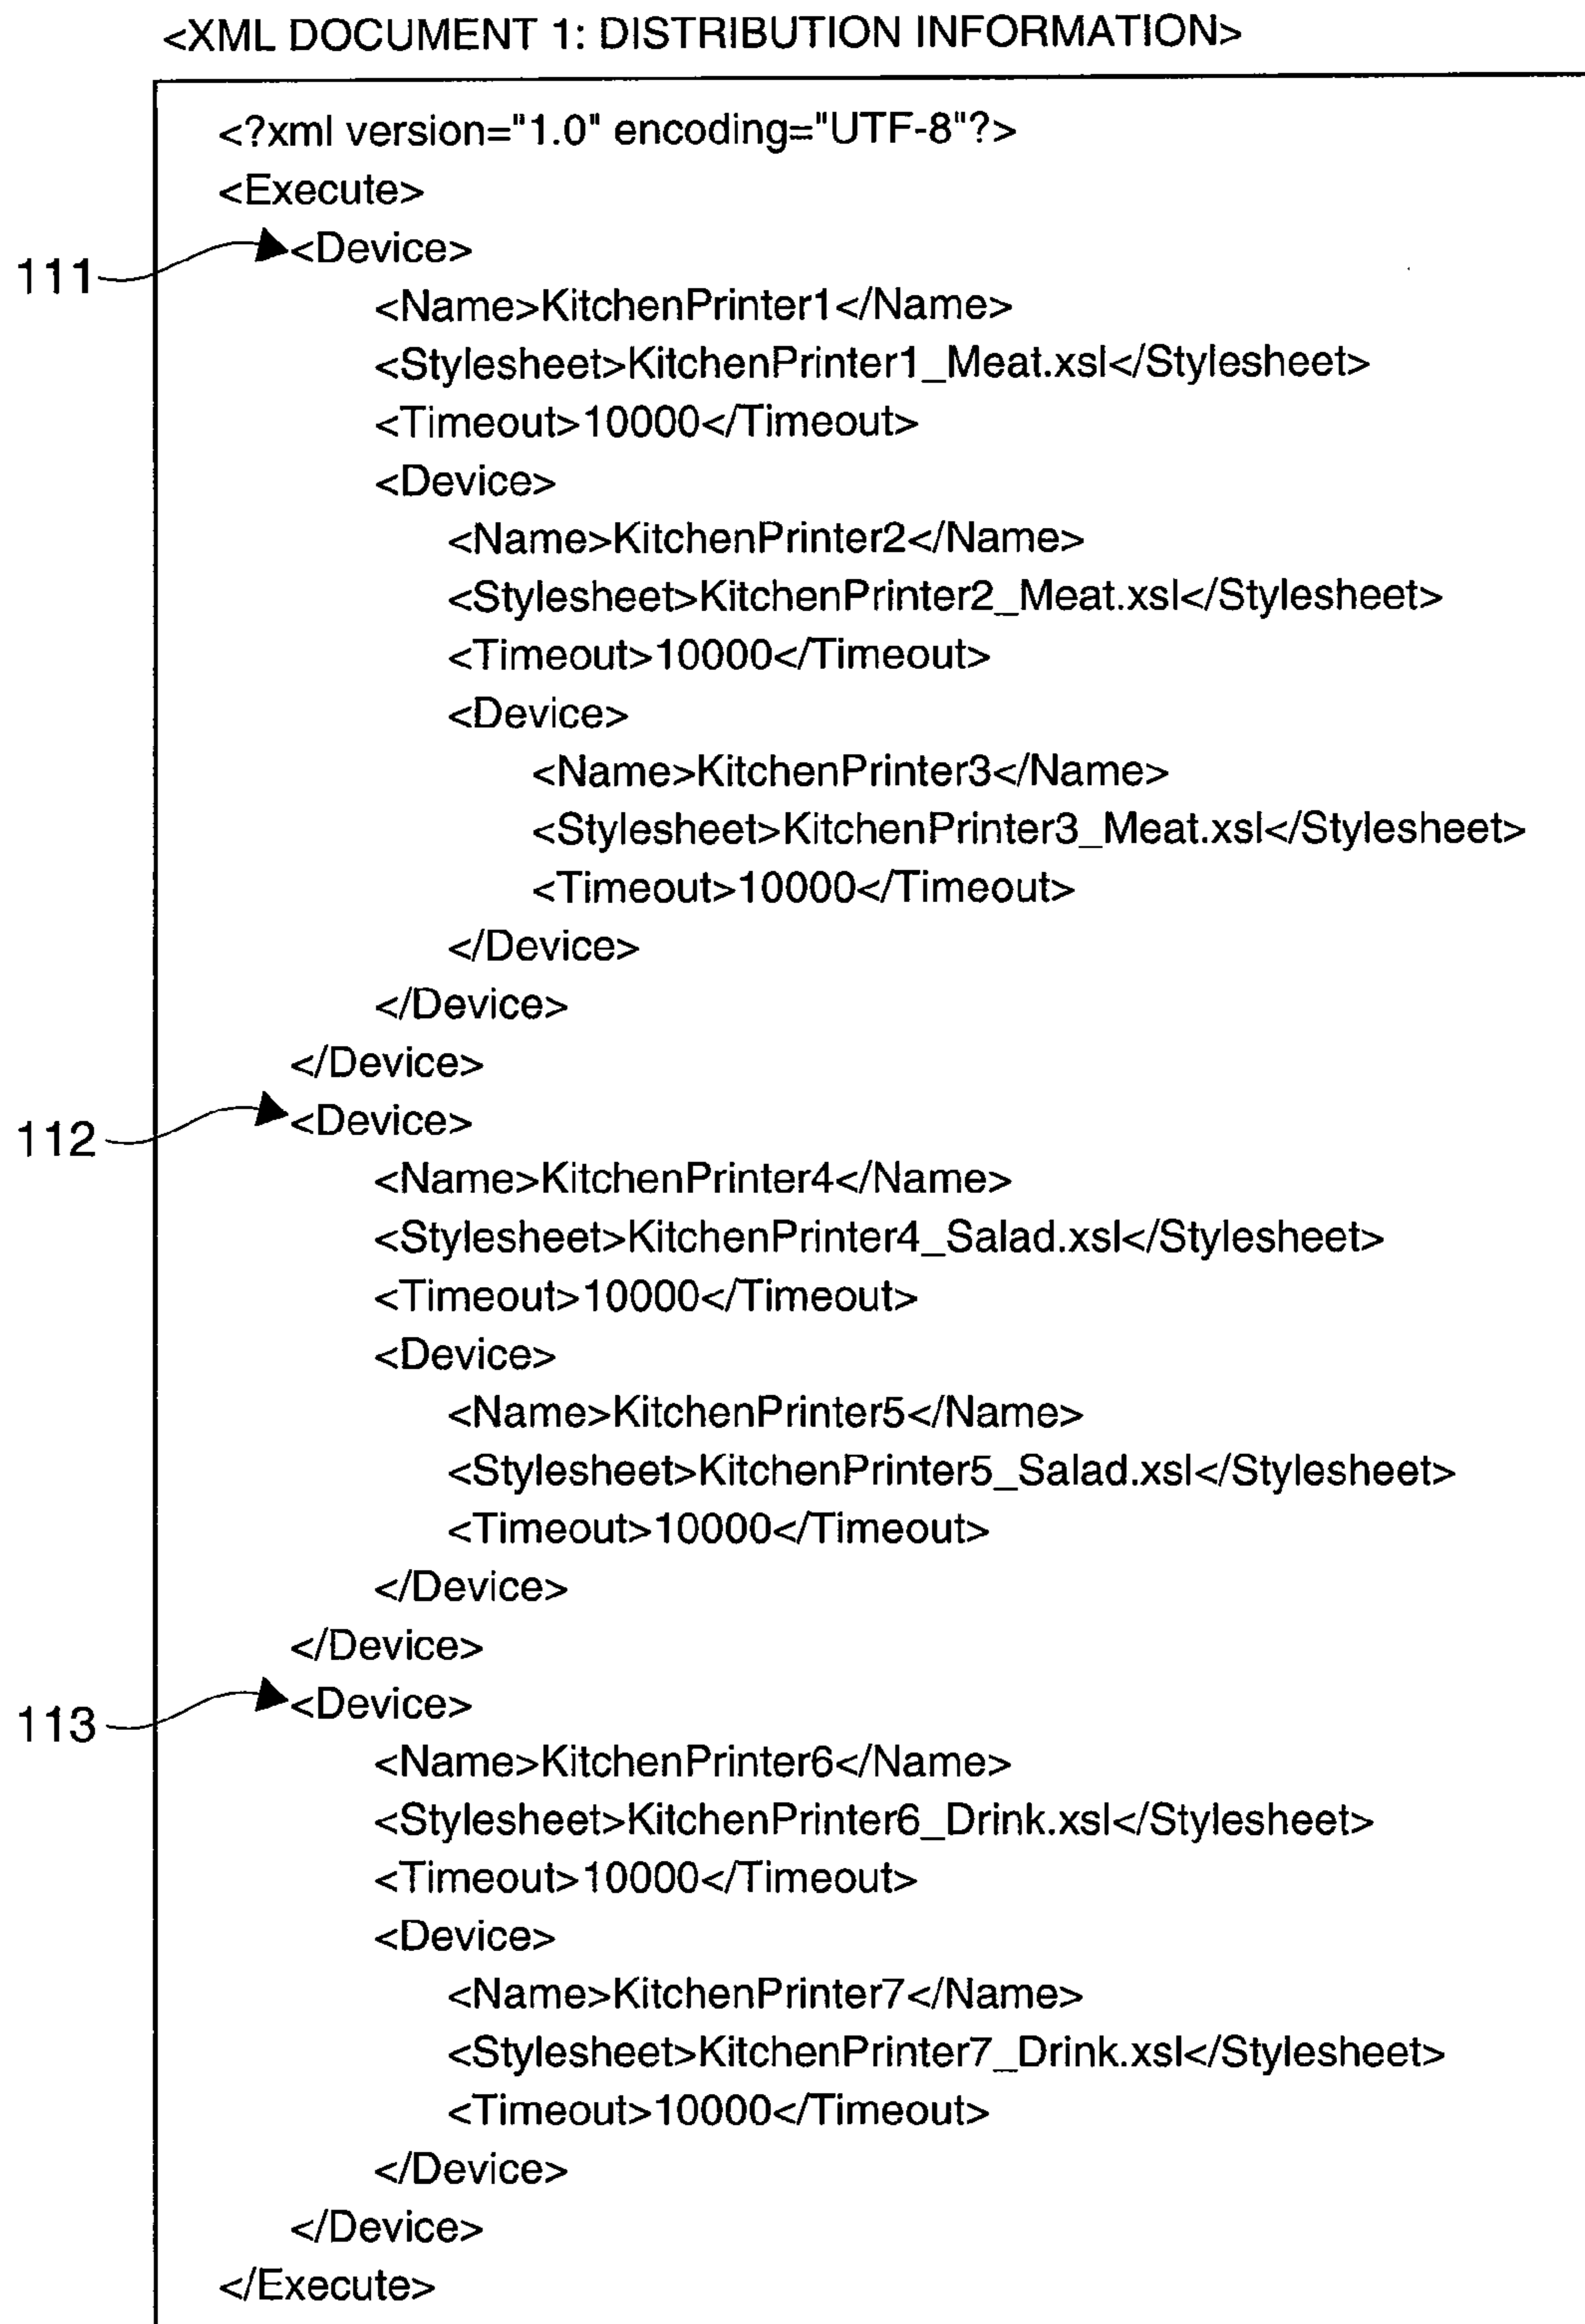 <XML DOCUMENT 1: DISTRIBUTION INFORMATION>
<?xml version="1.0" encoding="UTF-8"?>
<Execute>
111 <Device>
<Name>KitchenPrinter1</Name>
<Stylesheet>KitchenPrinter1_Meat.xsl</Stylesheet>
<Timeout>10000</Timeout>
<Device>
<Name>KitchenPrinter2</Name>
<Stylesheet>KitchenPrinter2_Meat.xsl</Stylesheet>
<Timeout>10000</Timeout>
<Device>
<Name>KitchenPrinter3</Name>
<Stylesheet>KitchenPrinter3_Meat.xsl</Stylesheet>
<Timeout>10000</Timeout>
</Device>
</Device>
</Device>
112 <Device>
<Name>KitchenPrinter4</Name>
<Stylesheet>KitchenPrinter4_Salad.xsl</Stylesheet>
<Timeout>10000</Timeout>
<Device>
<Name>KitchenPrinter5</Name>
<Stylesheet>KitchenPrinter5_Salad.xsl</Stylesheet>
<Timeout>10000</Timeout>
</Device>
</Device>
113 <Device>
<Name>KitchenPrinter6</Name>
<Stylesheet>KitchenPrinter6_Drink.xsl</Stylesheet>
<Timeout>10000</Timeout>
<Device>
<Name>KitchenPrinter7</Name>
<Stylesheet>KitchenPrinter7_Drink.xsl</Stylesheet>
<Timeout>10000</Timeout>
</Device>
</Device>
</Execute>